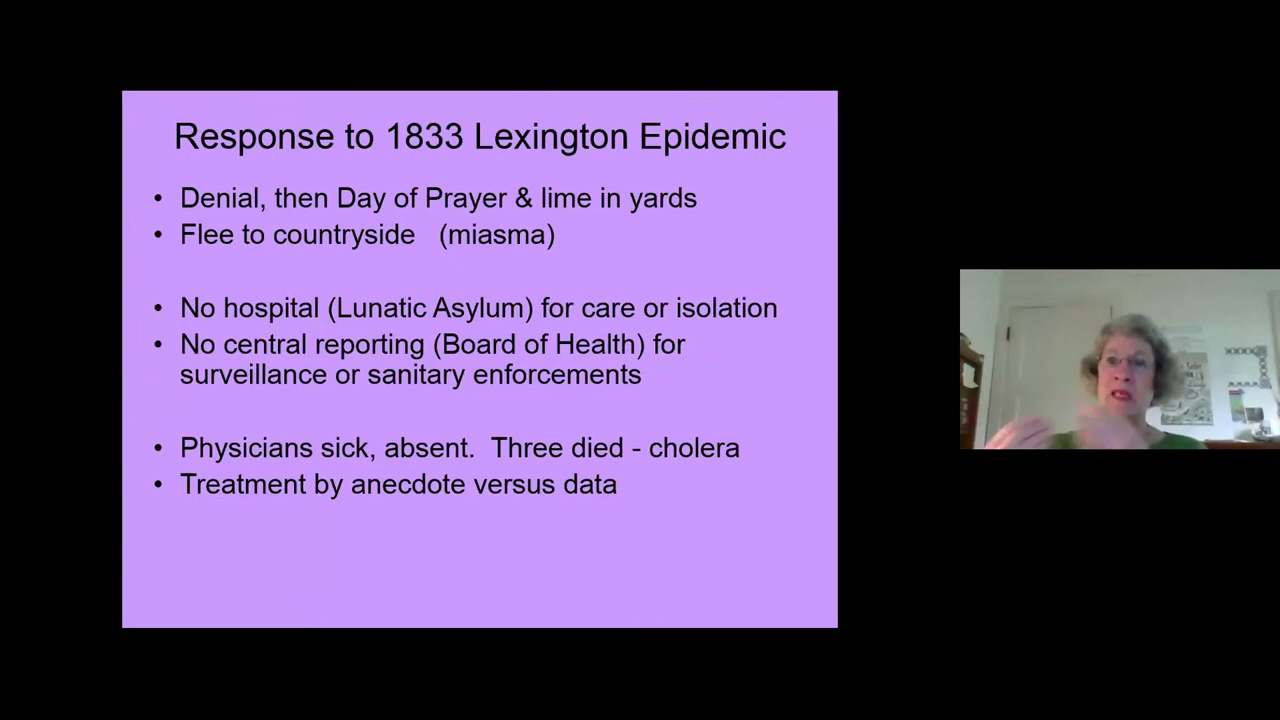 Response to 1833 Lexington Epidemic
• Denial, then Day of Prayer & lime in yards
• Flee to countryside (miasma)
• No hospital (Lunatic Asylum) for care or isolation
• No central reporting (Board of Health) for
surveillance or sanitary enforcements
• Physicians sick, absent. Three died - cholera
• Treatment by anecdote versus data